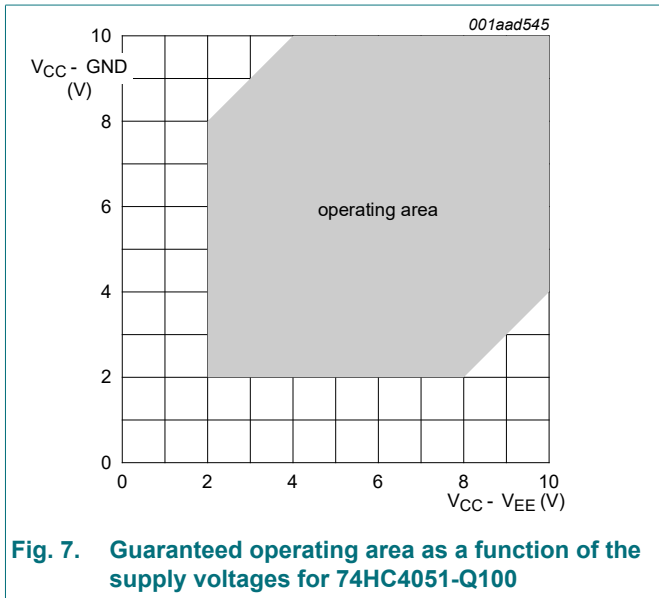 001aad545
10
VCC - GND
(V)
8
6
operating area
4
2
0
0 2 4 6 8 10
VCC - VEE (V)
Fig. 7. Guaranteed operating area as a function of the
supply voltages for 74HC4051-Q100